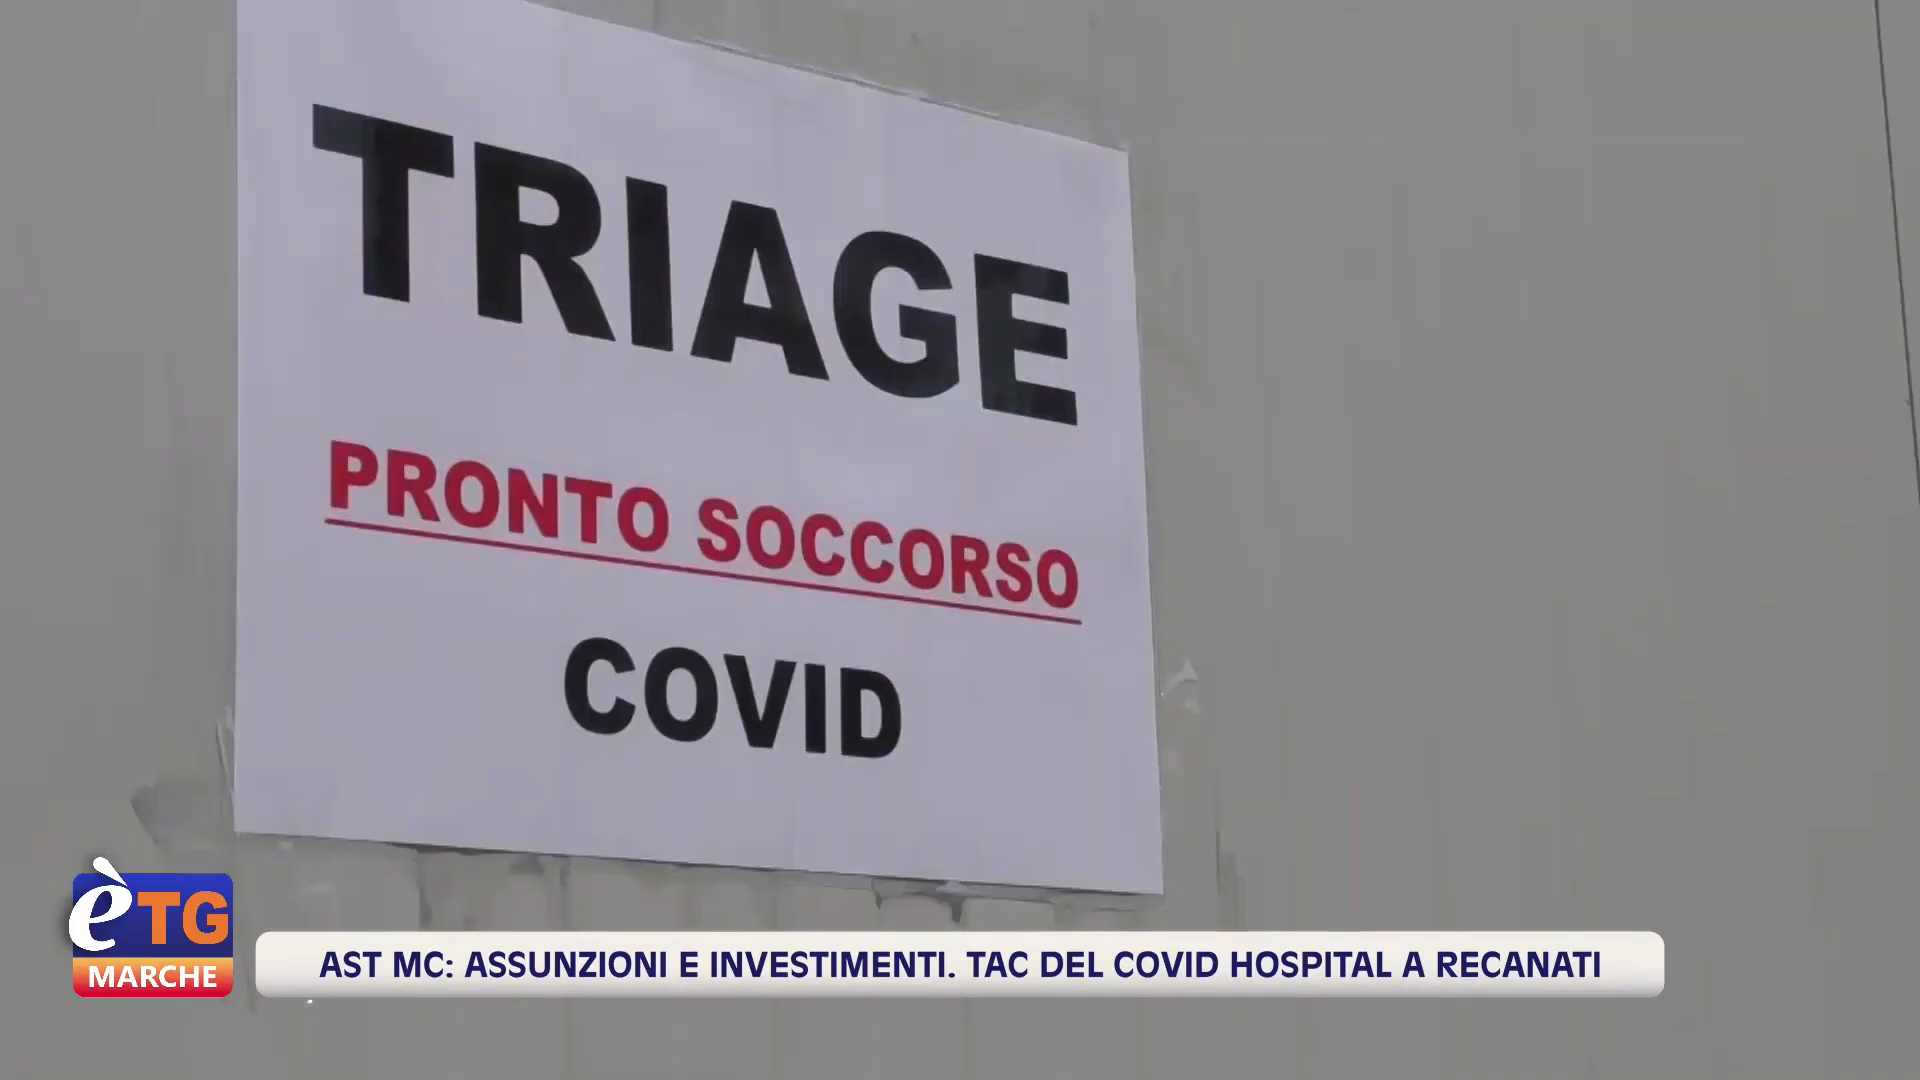 TRIAGE
PRONTO SOCCORSO
COVID
èTG
MARCHE
AST MC: ASSUNZIONI E INVESTIMENTI. TAC DEL COVID HOSPITAL A RECANATI